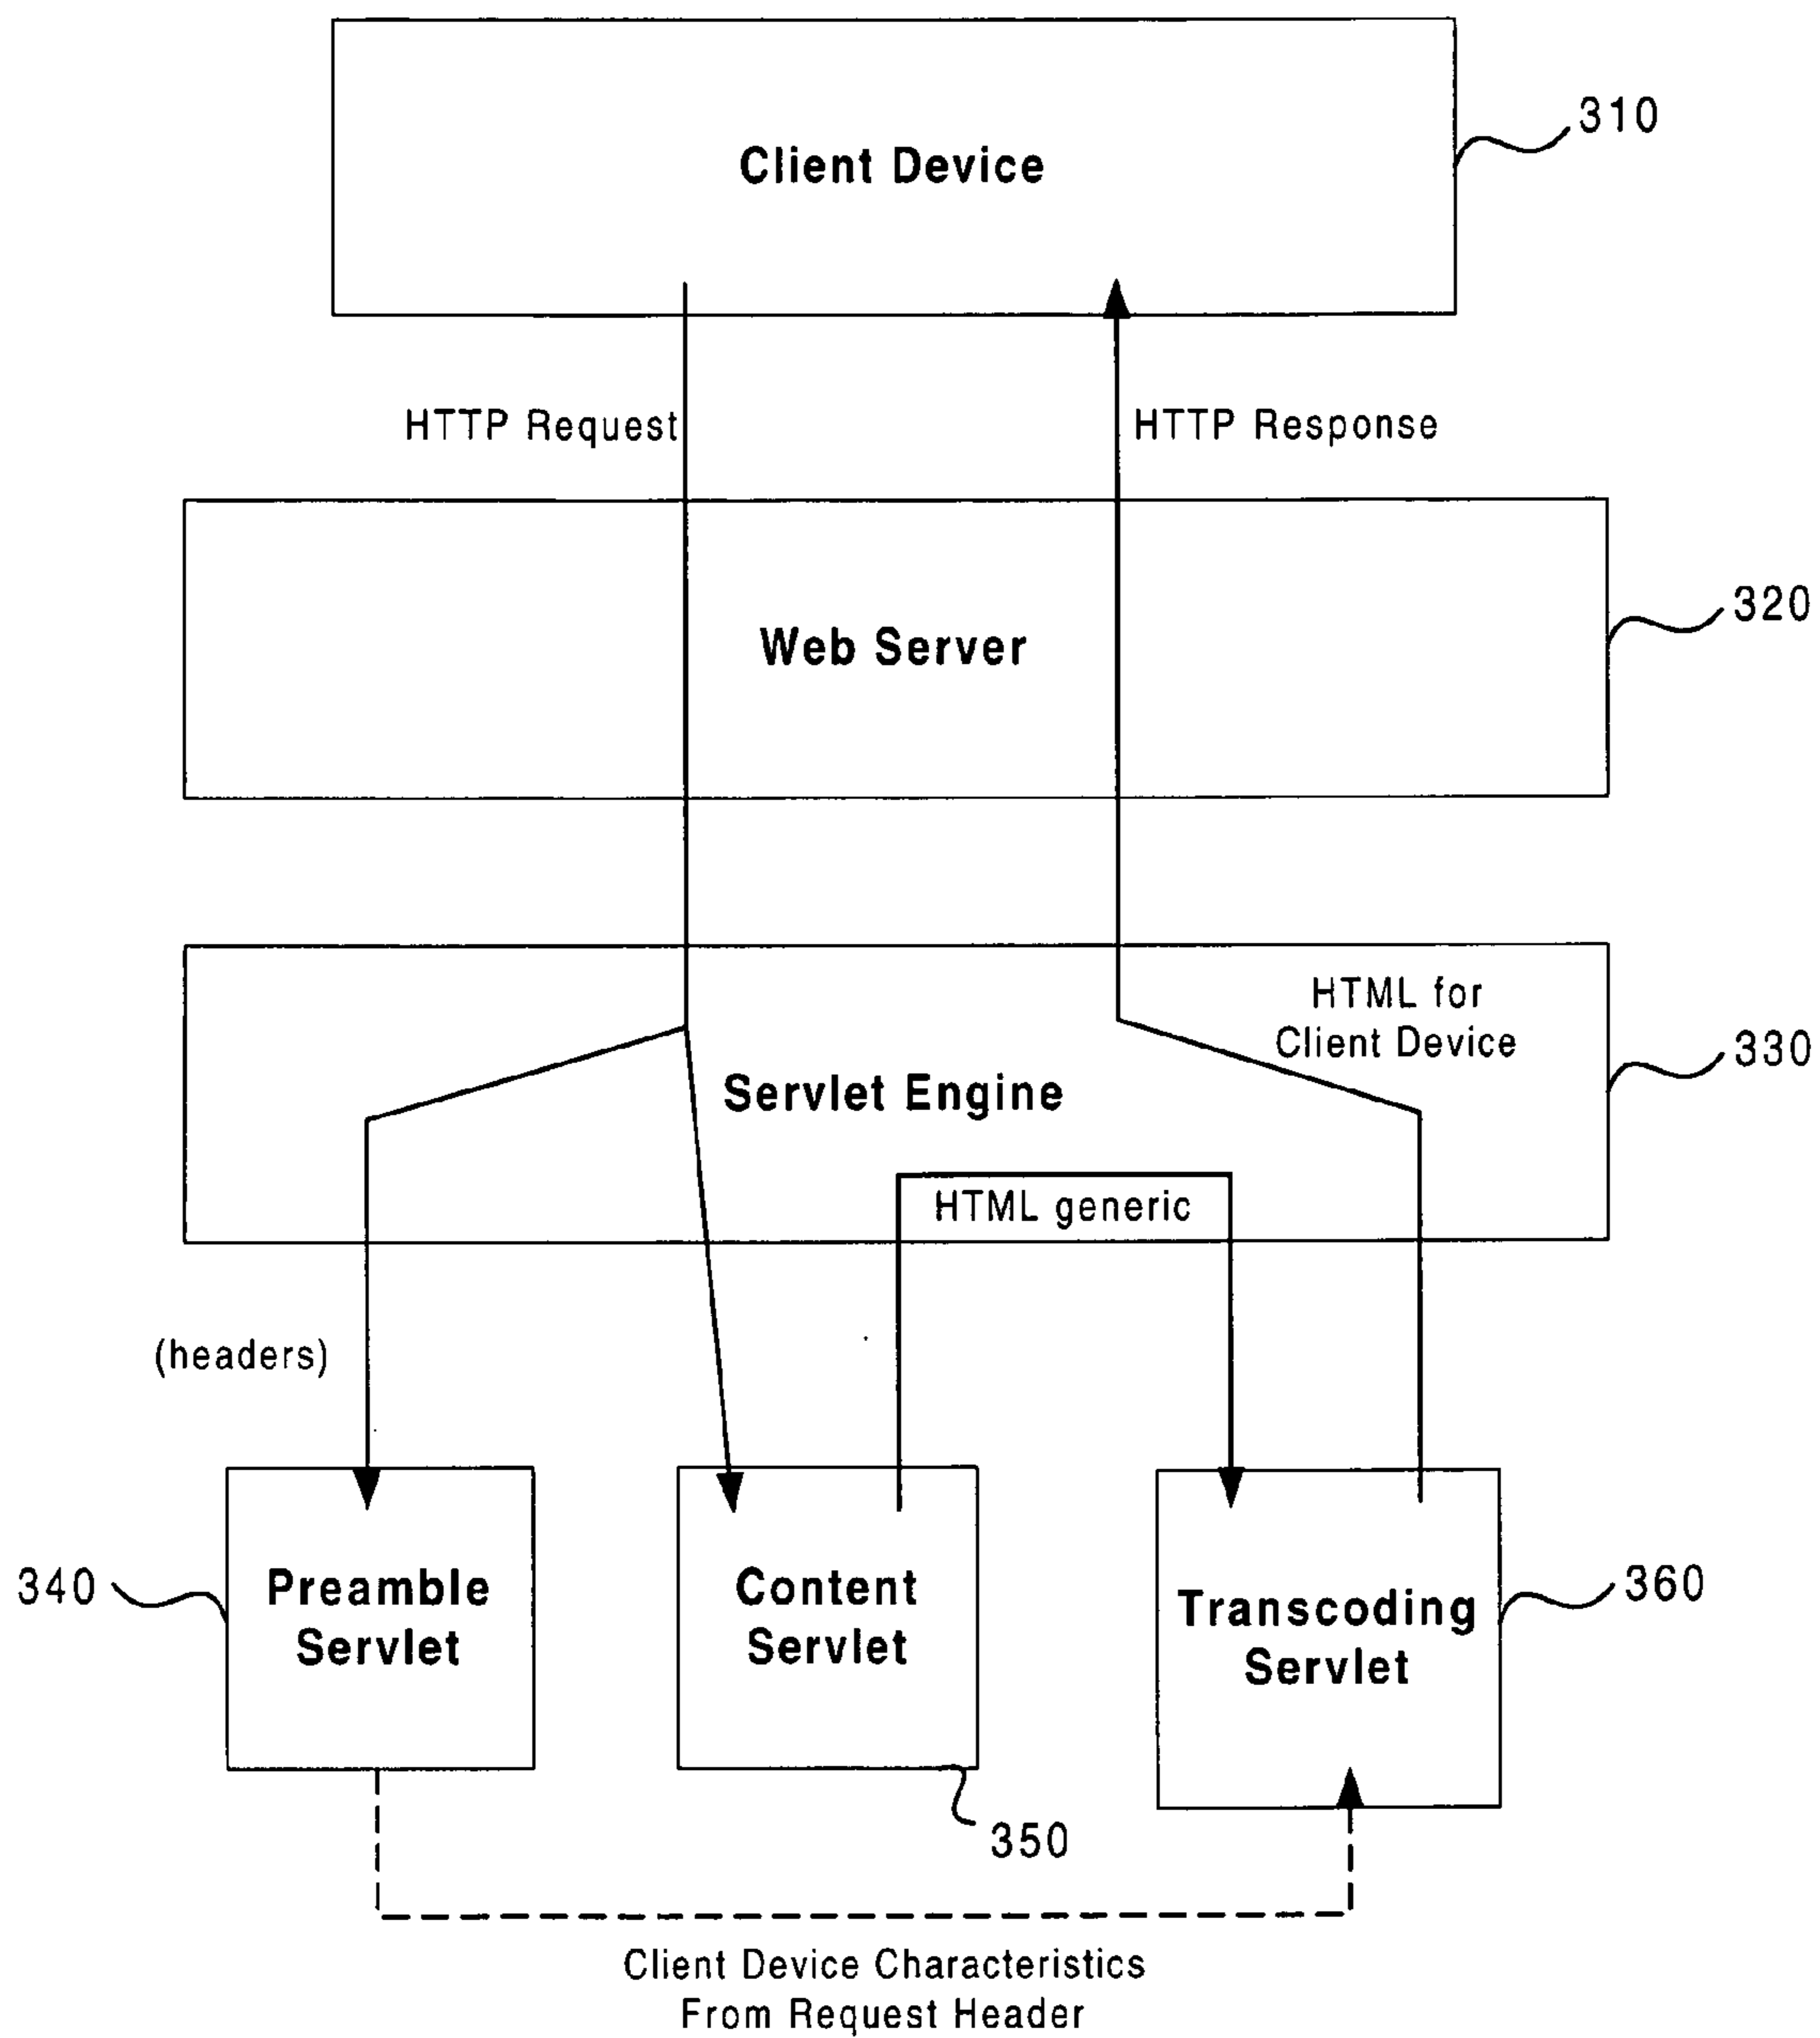 310
Client Device
HTTP Request
HTTP Response
320
Web Server
HTML for
Client Device
330
Servlet Engine
HTML generic
(headers)
340
Preamble
Servlet
Content
Servlet
Transcoding
Servlet
360
350
Client Device Characteristics
From Request Header